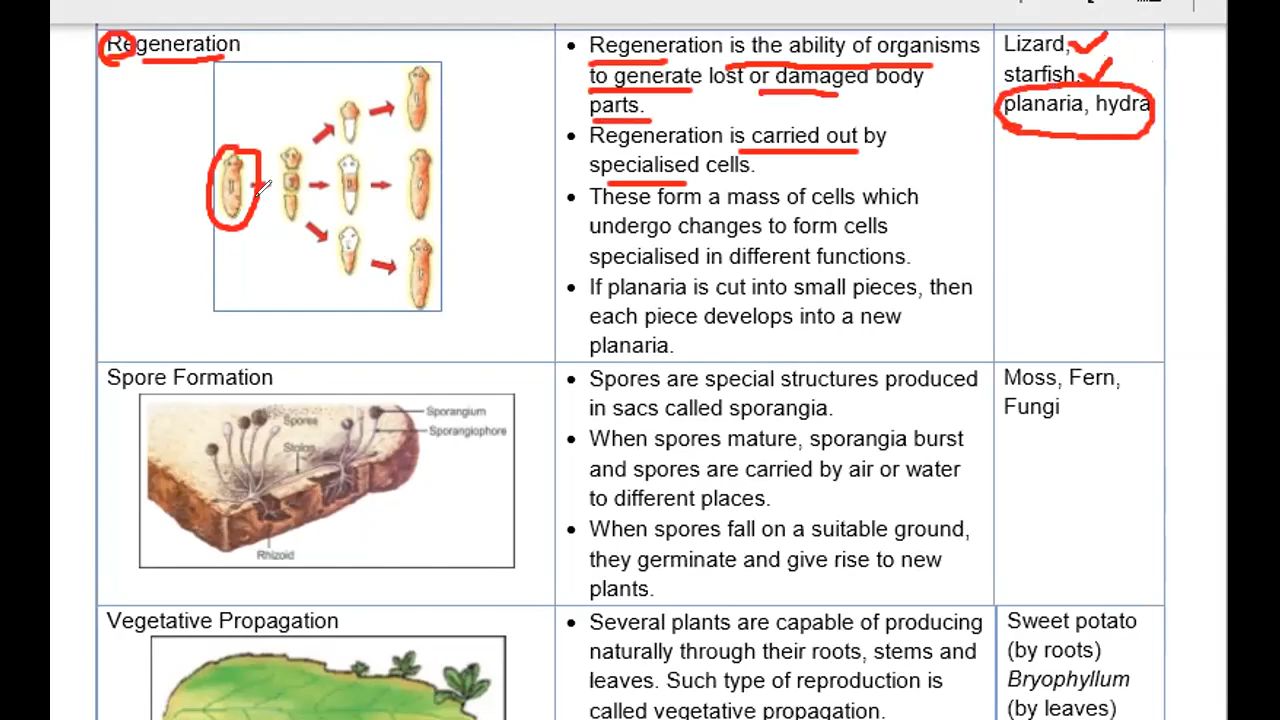 Regeneration
• Regeneration is the ability of organisms
to generate lost or damaged body
parts.
• Regeneration is carried out by
specialised cells.
• These form a mass of cells which
undergo changes to form cells
specialised in different functions.
• If planaria is cut into small pieces, then
each piece develops into a new
planaria.
Lizard,
starfish,
planaria, hydra
Spore Formation
Spores
Sporangium
Sporangiophore
Stolon
Rhizoid
• Spores are special structures produced
in sacs called sporangia.
• When spores mature, sporangia burst
and spores are carried by air or water
to different places.
• When spores fall on a suitable ground,
they germinate and give rise to new
plants.
Moss, Fern,
Fungi
Vegetative Propagation
• Several plants are capable of producing
naturally through their roots, stems and
leaves. Such type of reproduction is
called vegetative propagation.
Sweet potato
(by roots)
Bryophyllum
(by leaves)